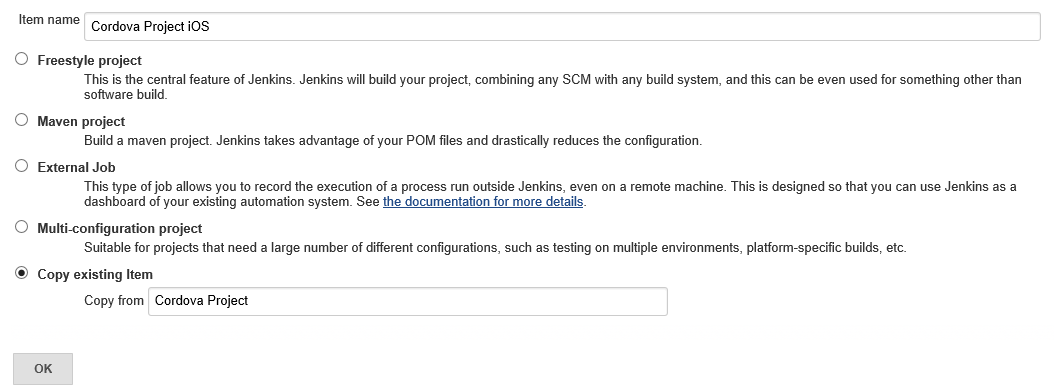 Item name Cordova Project iOS
Freestyle project
This is the central feature of Jenkins. Jenkins will build your project, combining any SCM with any build system, and this can be even used for something other than
software build.
Maven project
Build a maven project. Jenkins takes advantage of your POM files and drastically reduces the configuration.
External Job
This type of job allows you to record the execution of a process run outside Jenkins, even on a remote machine. This is designed so that you can use Jenkins as a
dashboard of your existing automation system. See the documentation for more details.
Multi-configuration project
Suitable for projects that need a large number of different configurations, such as testing on multiple environments, platform-specific builds, etc.
Copy existing Item
Copy from Cordova Project
OK